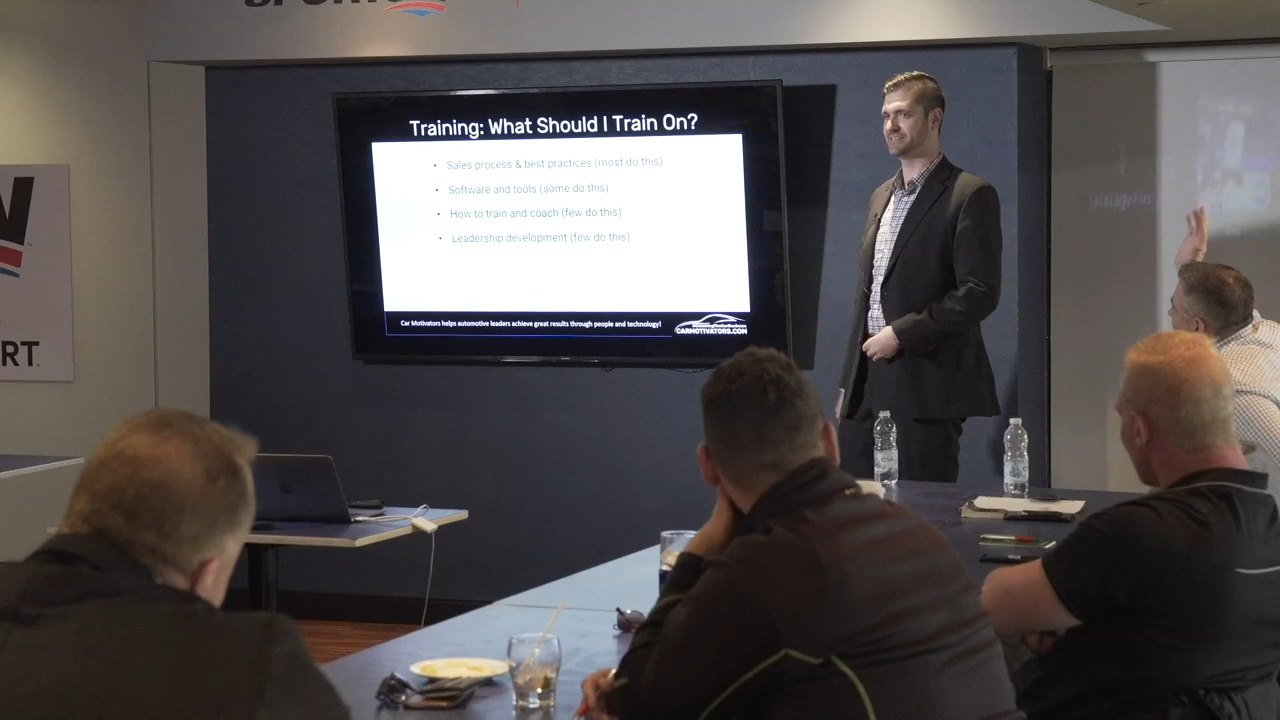 Training: What Should I Train On?
• Sales process & best practices (most do this)
• Software and tools (some do this)
• How to train and coach (few do this)
• Leadership development (few do this)
Car Motivators helps automotive leaders achieve great results through people and technology!
CARMOTIVATORS.COM